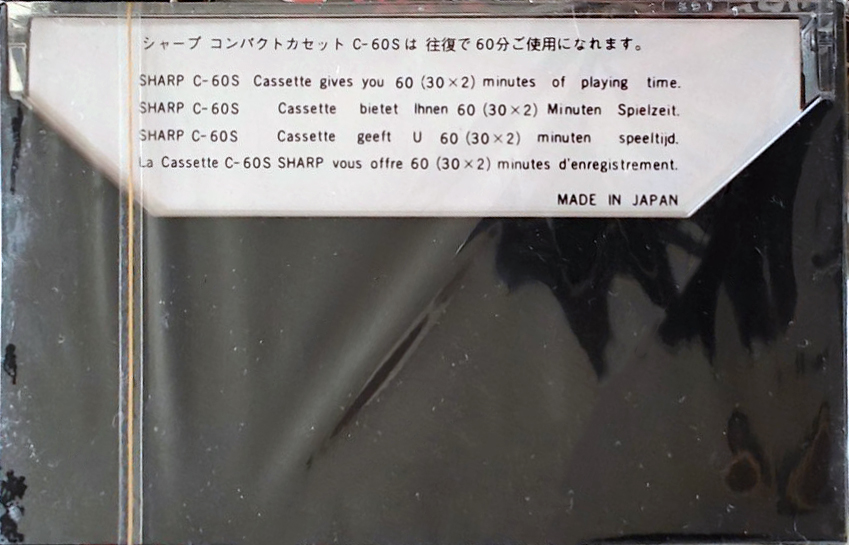 シャープ コンパクトカセット C-60Sは 往復で60分ご使用になれます。
SHARP C-60S Cassette gives you 60 (30×2) minutes of playing time.
SHARP C-60S Cassette bietet Ihnen 60 (30×2) Minuten Spielzeit.
SHARP C-60S Cassette geeft U 60 (30×2) minuten speeltijd.
La Cassette C-60S SHARP vous offre 60 (30×2) minutes d'enregistrement.
MADE IN JAPAN